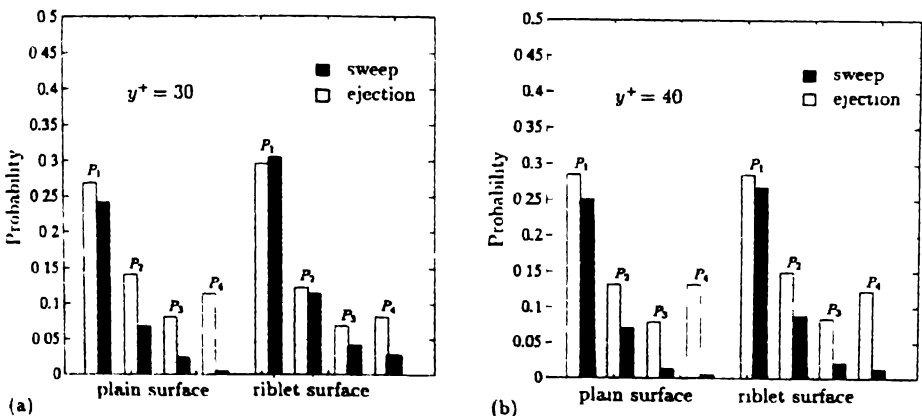 0.5
0 45
0.4
0.35
0.3
0.25
0.2
0.15
0.1
0 05
0
Probability
y+ = 30
sweep
ejection
P1
P2
P3
P4
P1
P2
P3
P4
plain surface
riblet surface
(a)
0.5
0 45
0.4
0.35
0.3
0.25
0.2
0.15
0.1
0.05
0
Probability
y+ = 40
sweep
ejection
P1
P2
P3
P4
P1
P2
P3
P4
plain surface
riblet surface
(b)